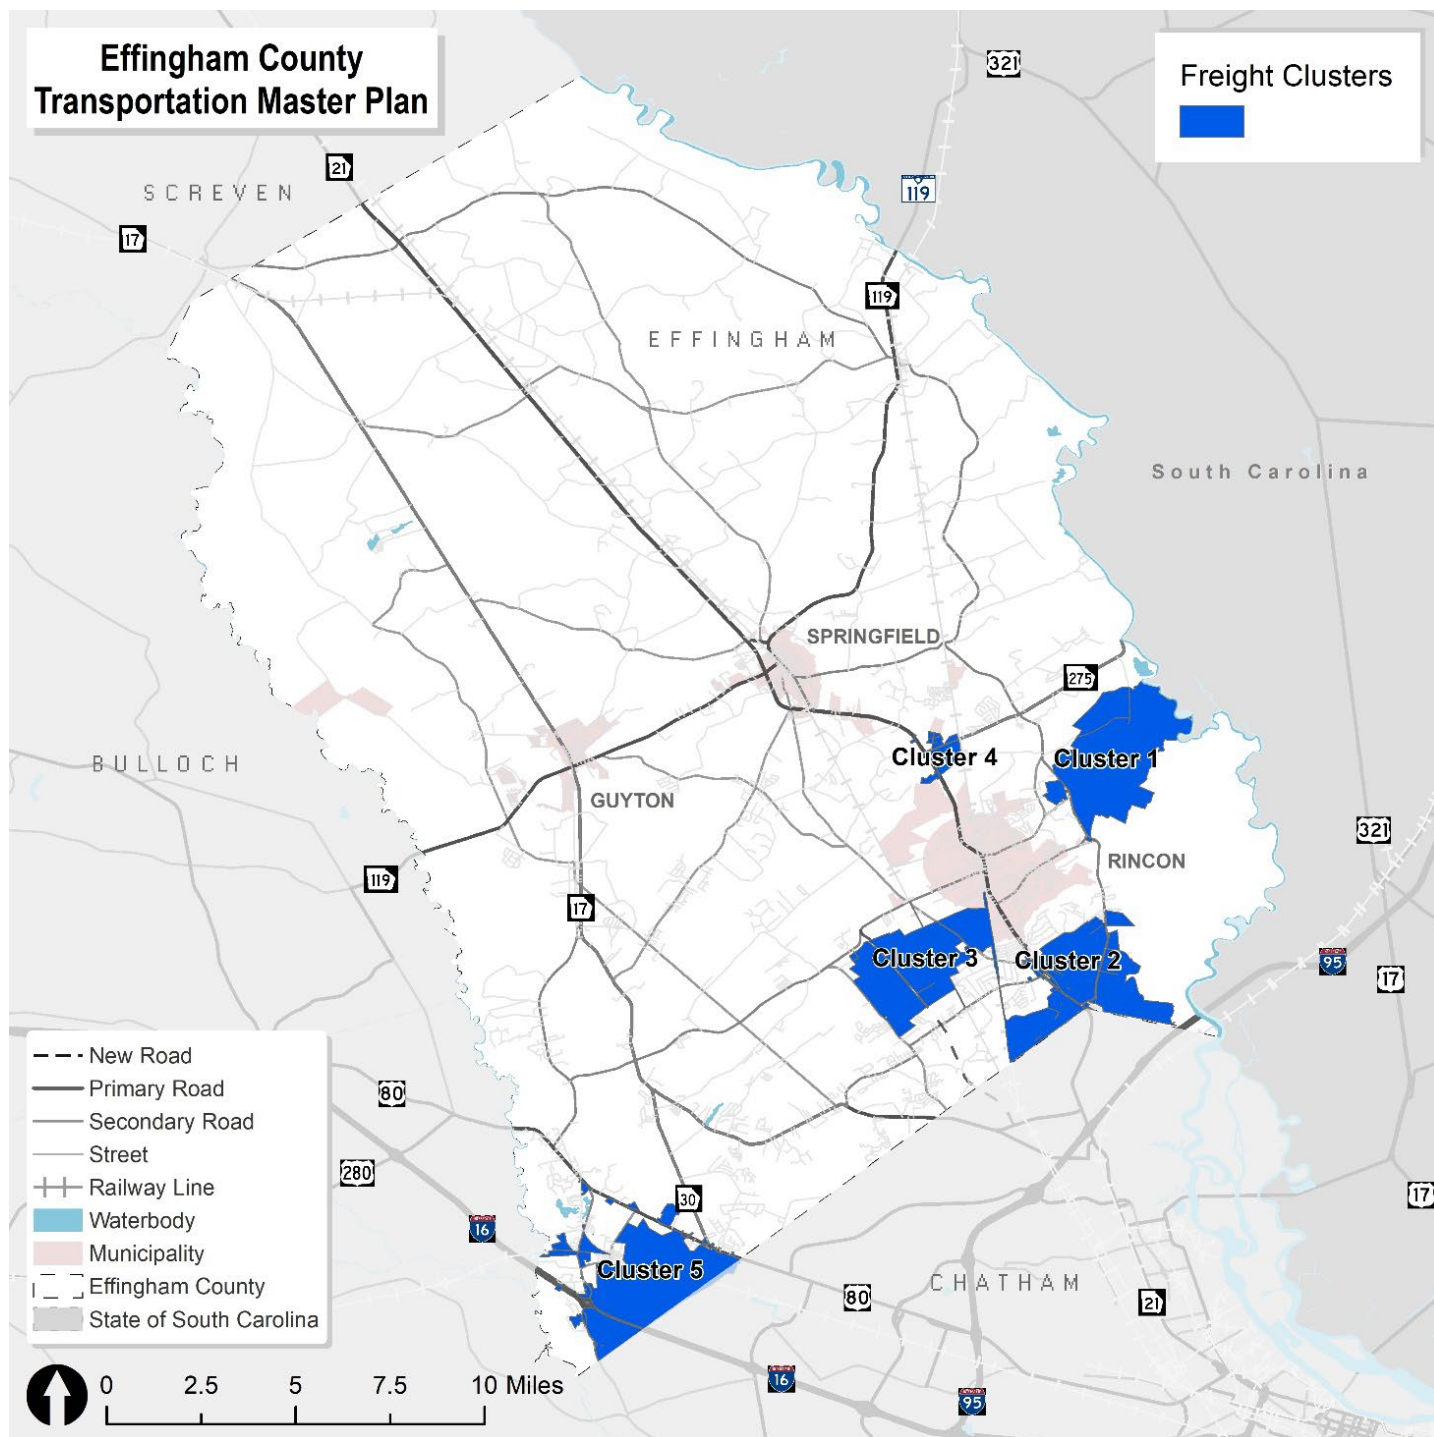 Effingham County
Transportation Master Plan
Freight Clusters
321
21
SCREVEN
119
17
119
EFFINGHAM
South Carolina
SPRINGFIELD
275
Cluster 4
Cluster 1
BULLOCH
GUYTON
321
RINCON
119
17
Cluster 3
Cluster 2
95
17
New Road
Primary Road
80
Secondary Road
Street
280
Railway Line
17
30
Waterbody
16
Municipality
Cluster 5
Effingham County
CHATHAM
80
21
State of South Carolina
0 2.5 5 7.5 10 Miles
16
95